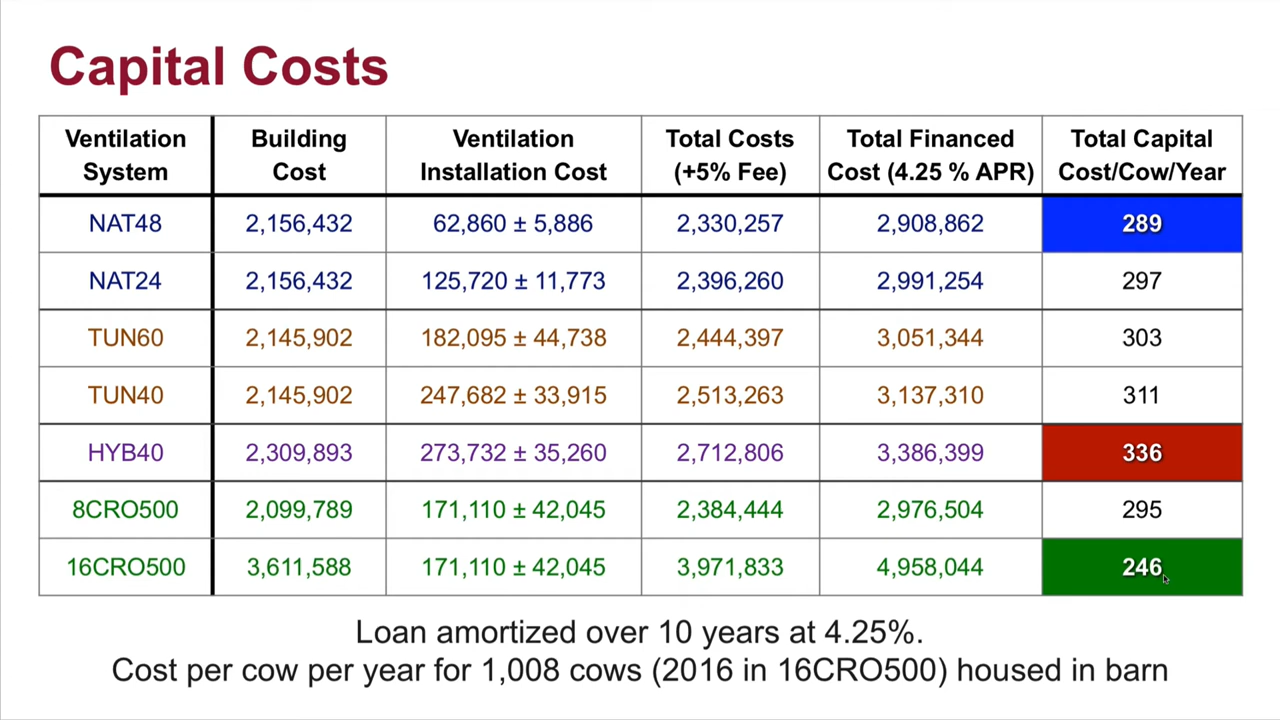 Capital Costs
Ventilation System | Building Cost | Ventilation Installation Cost | Total Costs (+5% Fee) | Total Financed Cost (4.25 % APR) | Total Capital Cost/Cow/Year
NAT48 | 2,156,432 | 62,860 ± 5,886 | 2,330,257 | 2,908,862 | 289
NAT24 | 2,156,432 | 125,720 ± 11,773 | 2,396,260 | 2,991,254 | 297
TUN60 | 2,145,902 | 182,095 ± 44,738 | 2,444,397 | 3,051,344 | 303
TUN40 | 2,145,902 | 247,682 ± 33,915 | 2,513,263 | 3,137,310 | 311
HYB40 | 2,309,893 | 273,732 ± 35,260 | 2,712,806 | 3,386,399 | 336
8CRO500 | 2,099,789 | 171,110 ± 42,045 | 2,384,444 | 2,976,504 | 295
16CRO500 | 3,611,588 | 171,110 ± 42,045 | 3,971,833 | 4,958,044 | 246
Loan amortized over 10 years at 4.25%.
Cost per cow per year for 1,008 cows (2016 in 16CRO500) housed in barn